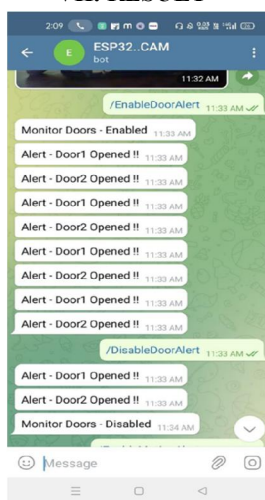 VII. RESULT
2:09
ESP32..CAM
bot
11:32 AM
/EnableDoorAlert 11:33 AM
Monitor Doors - Enabled 11:33 AM
Alert - Door1 Opened !! 11:33 AM
Alert - Door2 Opened !! 11:33 AM
Alert - Door1 Opened !! 11:33 AM
Alert - Door2 Opened !! 11:33 AM
Alert - Door1 Opened !! 11:33 AM
Alert - Door2 Opened !! 11:33 AM
Alert - Door1 Opened !! 11:33 AM
Alert - Door2 Opened !! 11:33 AM
/DisableDoorAlert 11:33 AM
Alert - Door1 Opened !! 11:33 AM
Alert - Door2 Opened !! 11:33 AM
Monitor Doors - Disabled 11:34 AM
Message